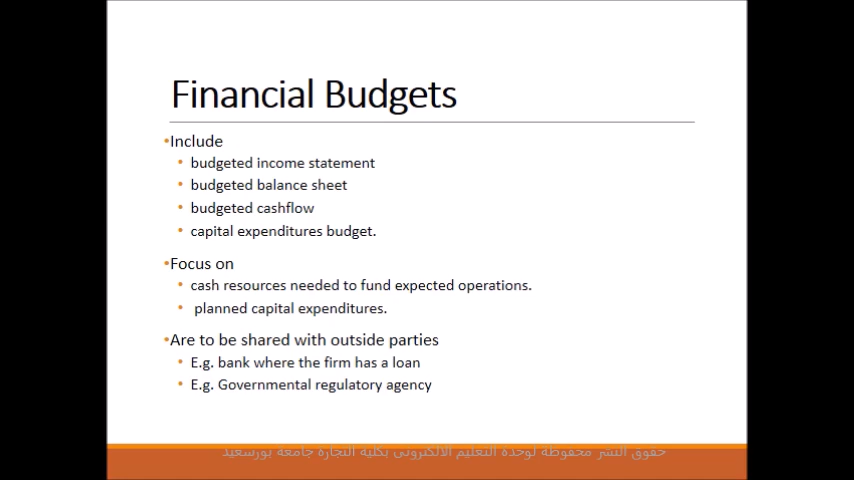 Financial Budgets
•Include
• budgeted income statement
• budgeted balance sheet
• budgeted cashflow
• capital expenditures budget.
•Focus on
• cash resources needed to fund expected operations.
• planned capital expenditures.
•Are to be shared with outside parties
• E.g. bank where the firm has a loan
• E.g. Governmental regulatory agency
حقوق النشر محفوظة لوحدة التعليم الالكترونى بكلية التجارة جامعة بورسعيد